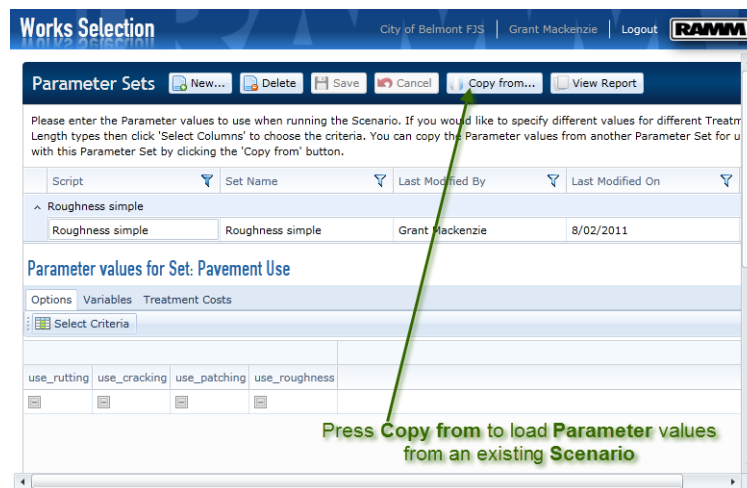 Works Selection
City of Belmont FJS
Grant Mackenzie
Logout
RAMM
Parameter Sets
New...
Delete
Save
Cancel
Copy from...
View Report
Please enter the Parameter values to use when running the Scenario. If you would like to specify different values for different Treatm
Length types then click 'Select Columns' to choose the criteria. You can copy the Parameter values from another Parameter Set for u
with this Parameter Set by clicking the 'Copy from' button.
Script
Set Name
Last Modified By
Last Modified On
Roughness simple
Roughness simple
Roughness simple
Grant Mackenzie
8/02/2011
Parameter values for Set: Pavement Use
Options
Variables
Treatment Costs
Select Criteria
use_rutting
use_cracking
use_patching
use_roughness
Press Copy from to load Parameter values
from an existing Scenario